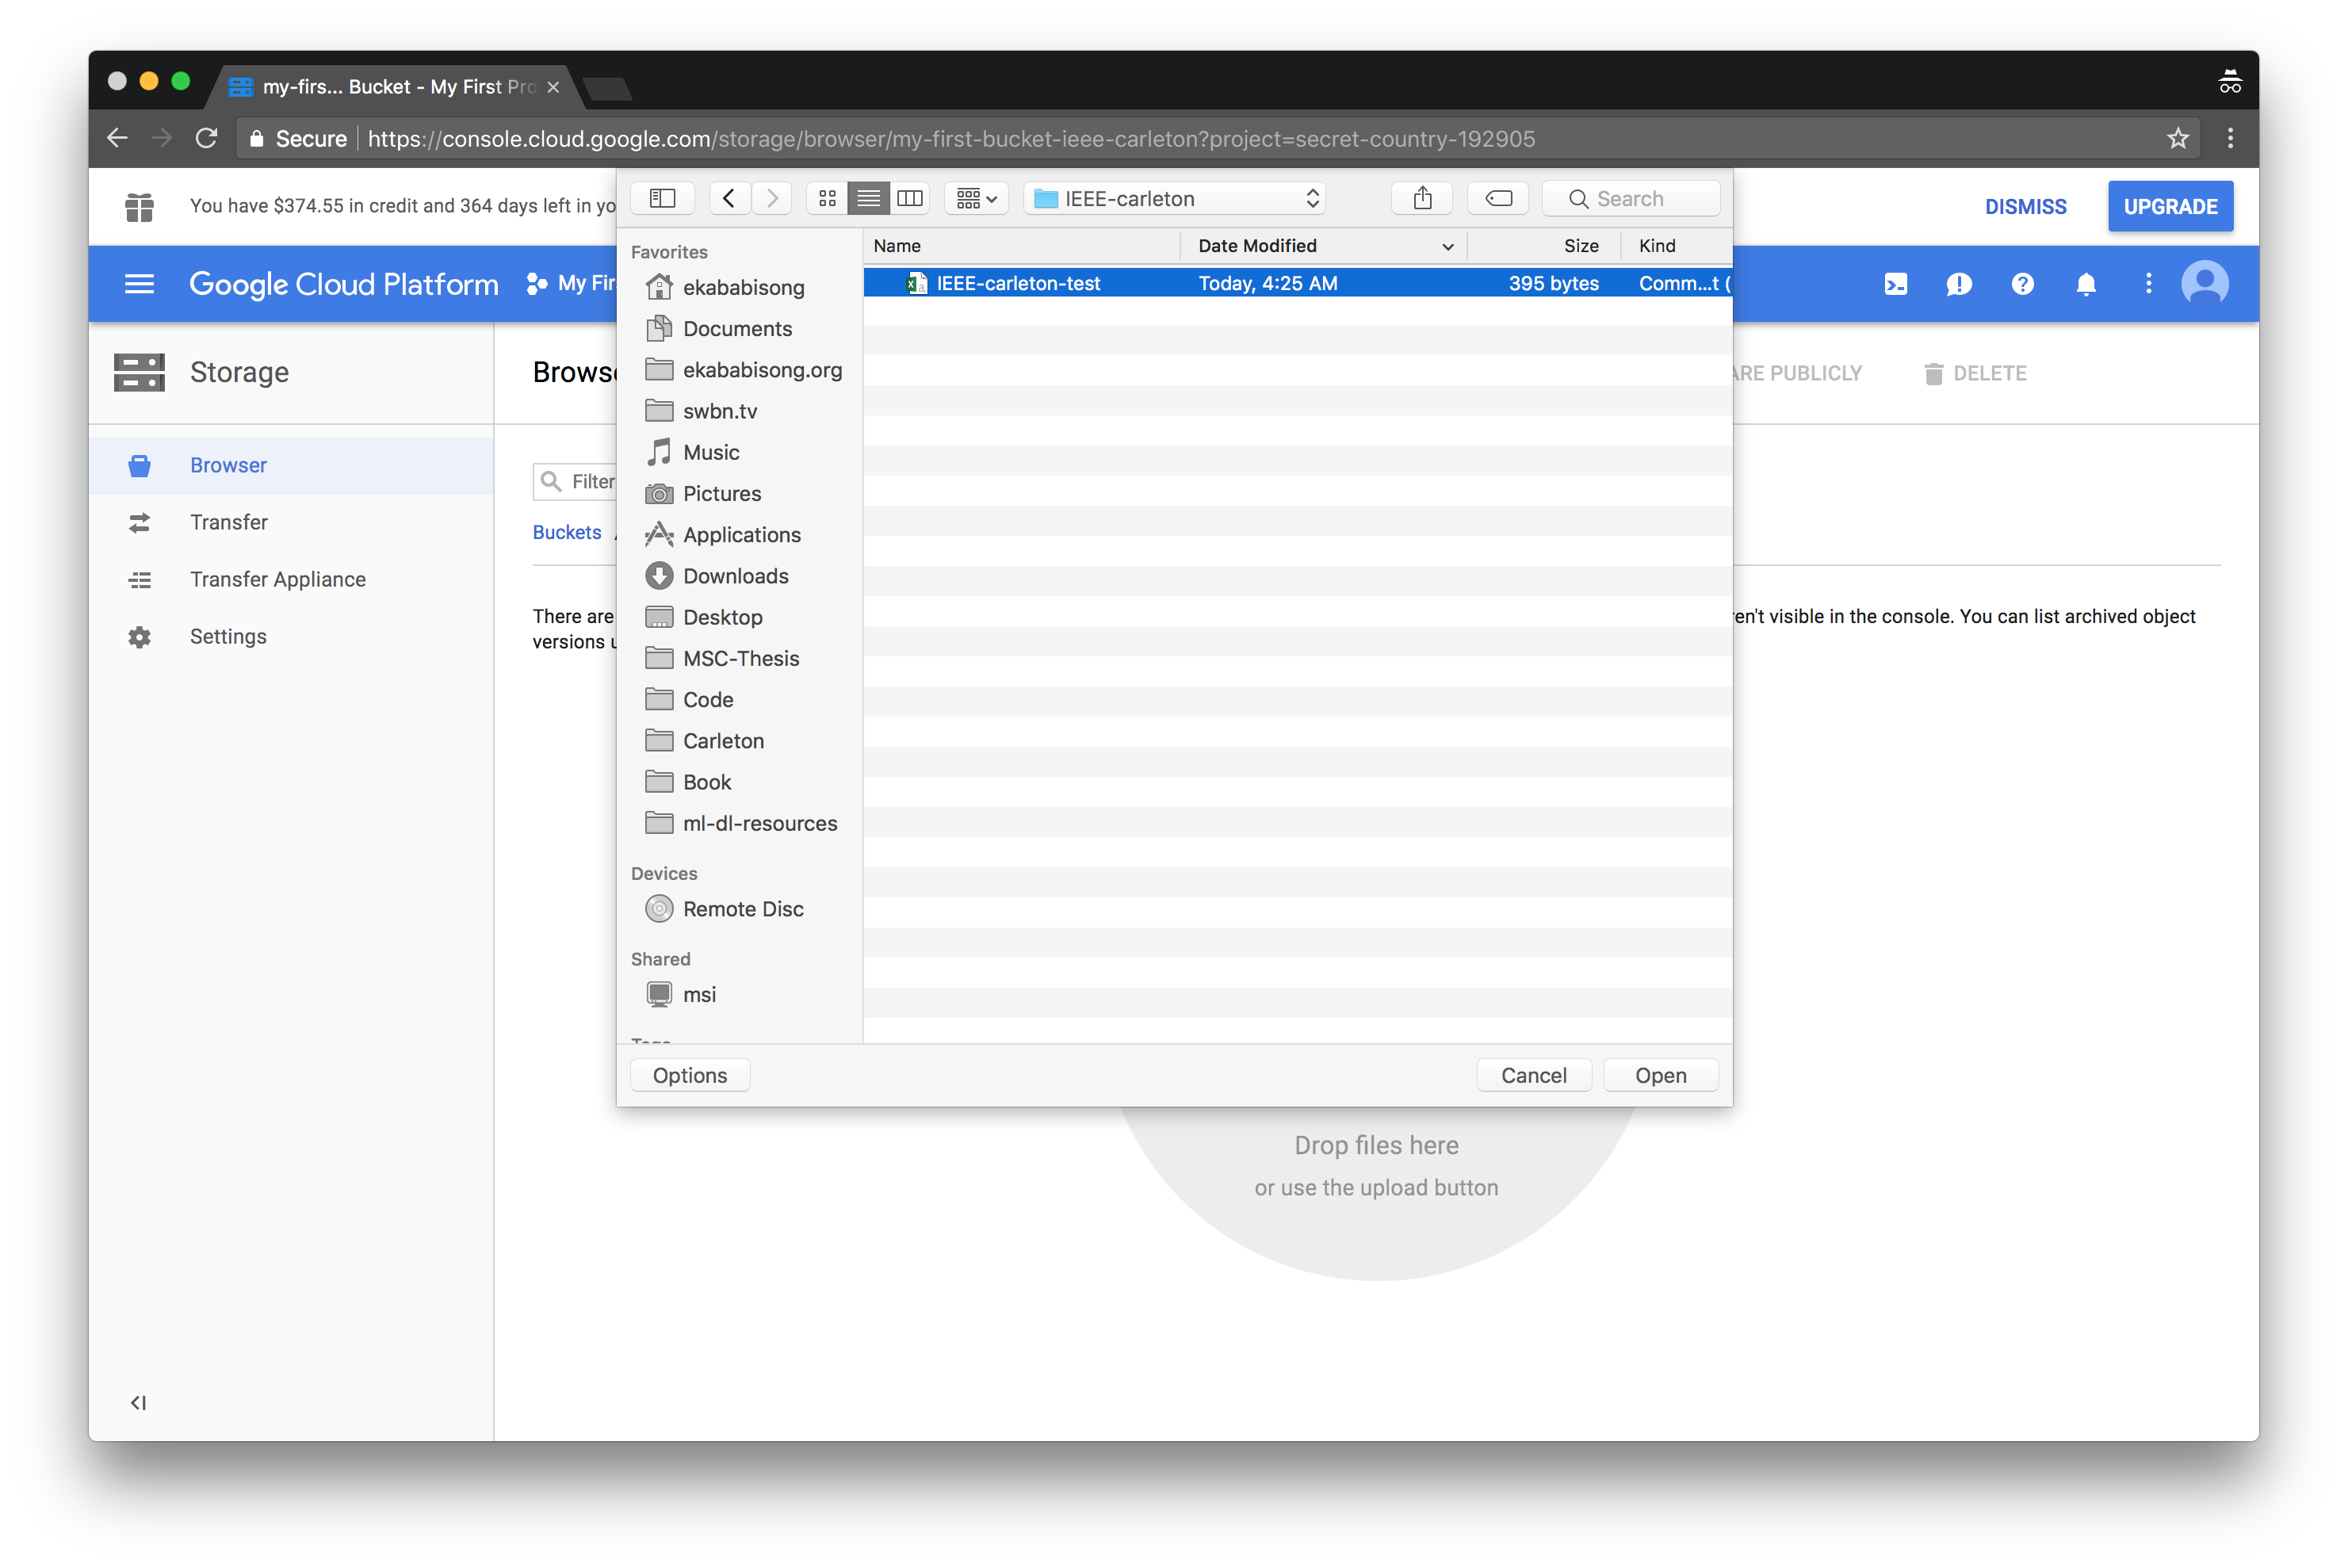 my-firs... Bucket - My First Pro
Secure https://console.cloud.google.com/storage/browser/my-first-bucket-ieee-carleton?project=secret-country-192905
You have $374.55 in credit and 364 days left in yo
DISMISS
UPGRADE
IEEE-carleton
Search
Google Cloud Platform
My Fir
Favorites
ekababisong
Documents
ekababisong.org
swbn.tv
Music
Pictures
Applications
Downloads
Desktop
MSC-Thesis
Code
Carleton
Book
ml-dl-resources
Devices
Remote Disc
Shared
msi
Name Date Modified Size Kind
IEEE-carleton-test Today, 4:25 AM 395 bytes Comm...t (
Options
Cancel
Open
Storage
Browser
Transfer
Transfer Appliance
Settings
Browse
ARE PUBLICLY
DELETE
Filter
Buckets
There are
en't visible in the console. You can list archived object
versions u
Drop files here
or use the upload button